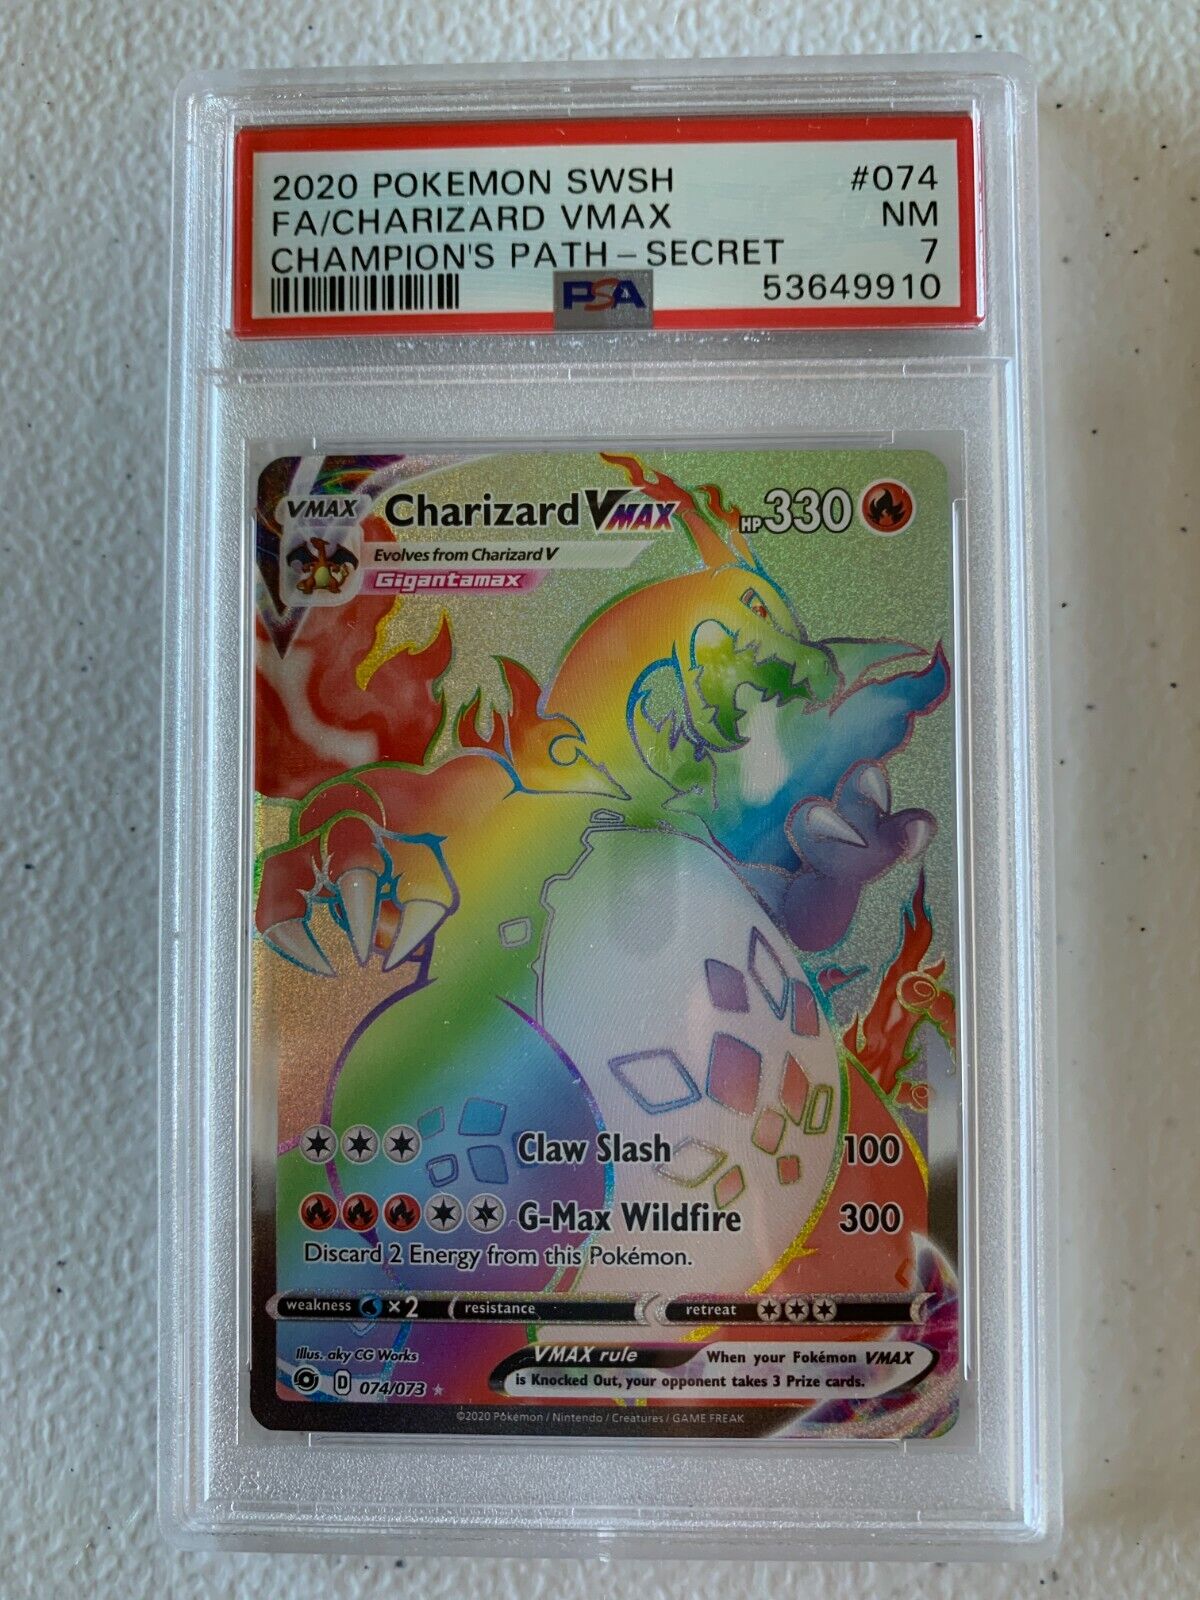 2020 POKEMON SWSH #074
FA/CHARIZARD VMAX NM
CHAMPION'S PATH – SECRET 7
PSA 53649910
VMAX Charizard VMAX HP 330
Evolves from Charizard V
Gigantamax
Claw Slash 100
G-Max Wildfire 300
Discard 2 Energy from this Pokémon.
weakness ×2 resistance retreat
Illus. aky CG Works
VMAX rule When your Pokémon VMAX
is Knocked Out, your opponent takes 3 Prize cards.
D 074/073
©2020 Pokémon / Nintendo / Creatures / GAME FREAK